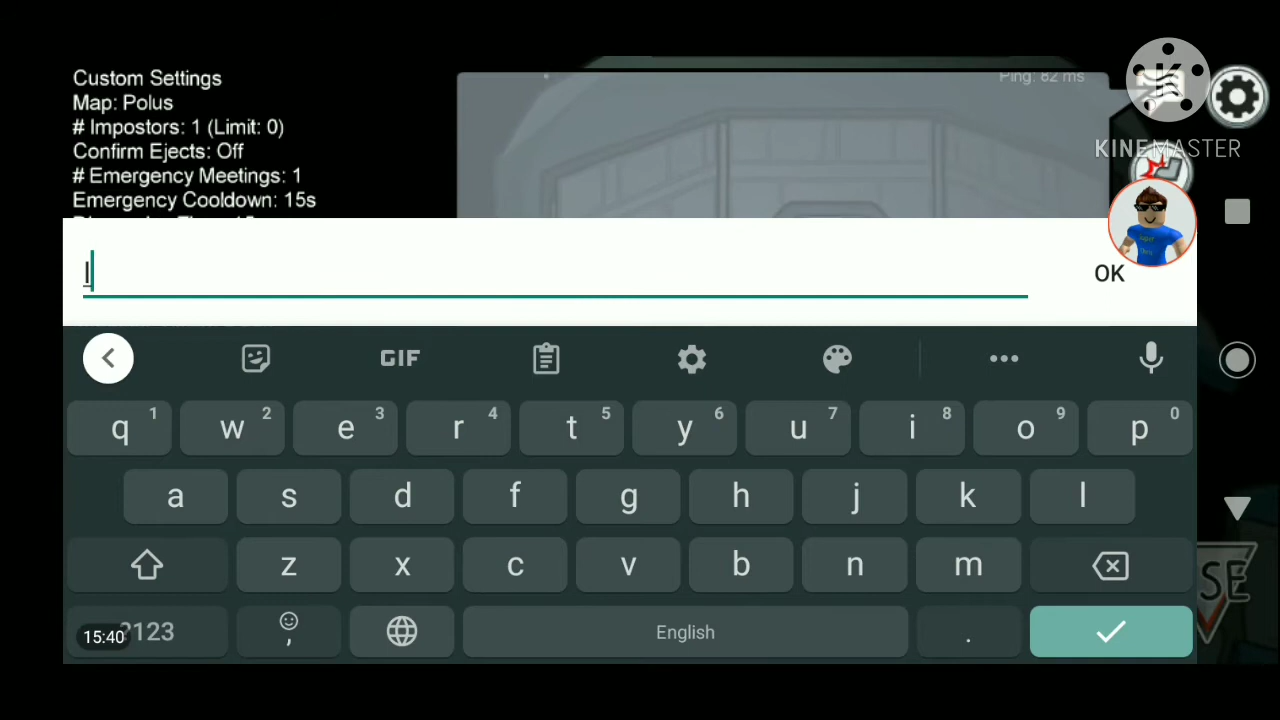 Custom Settings
Map: Polus
# Impostors: 1 (Limit: 0)
Confirm Ejects: Off
# Emergency Meetings: 1
Emergency Cooldown: 15s
Ping: 82 ms
KINEMASTER
I
OK
GIF
q 1 w 2 e 3 r 4 t 5 y 6 u 7 i 8 o 9 p 0
a s d f g h j k l
z x c v b n m
SE
?123 , English .
15:40